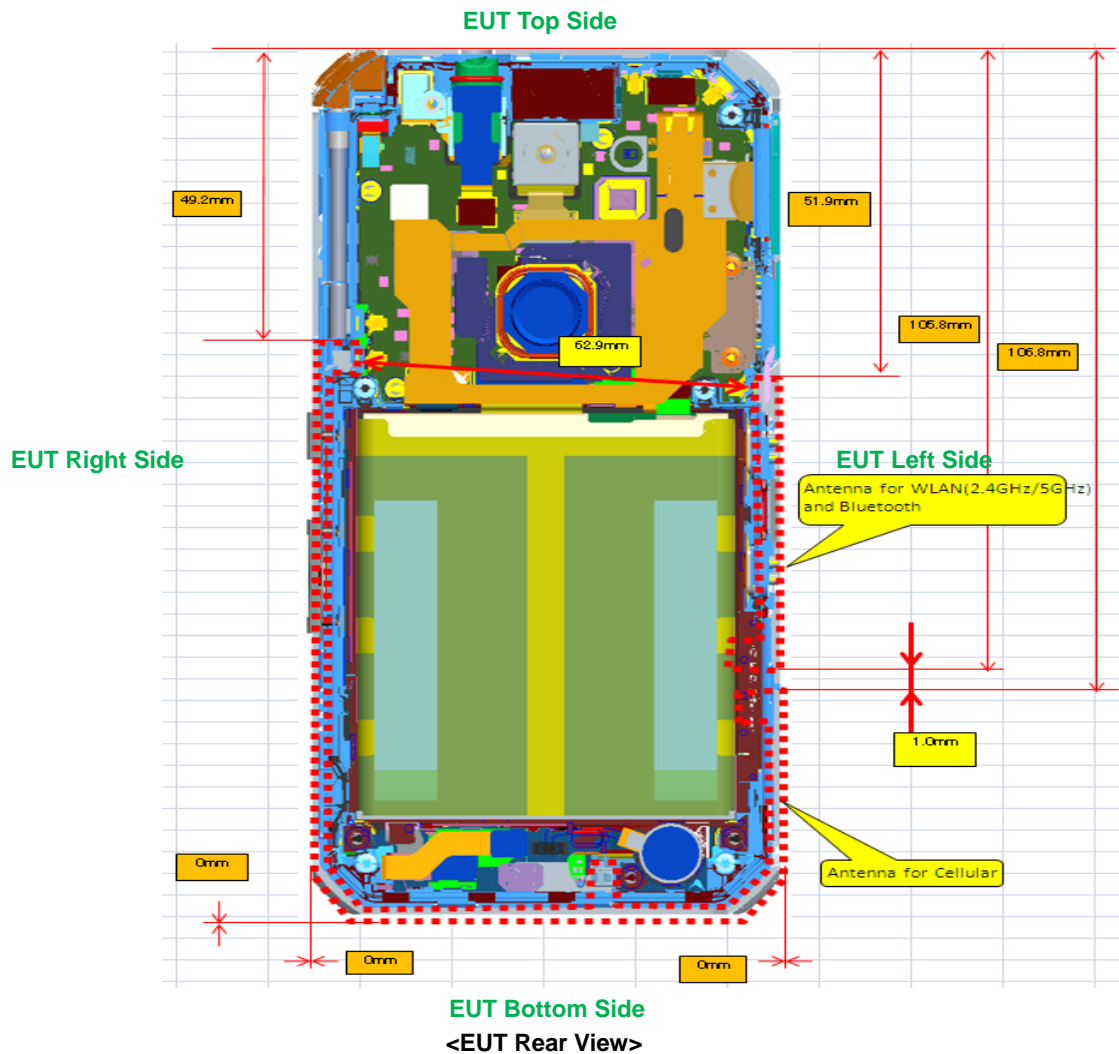 EUT Top Side
49.2mm
51.9mm
105.8mm
62.9mm
106.8mm
EUT Right Side
EUT Left Side
Antenna for WLAN(2.4GHz/5GHz)
and Bluetooth
1.0mm
0mm
Antenna for Cellular
0mm
0mm
EUT Bottom Side
<EUT Rear View>